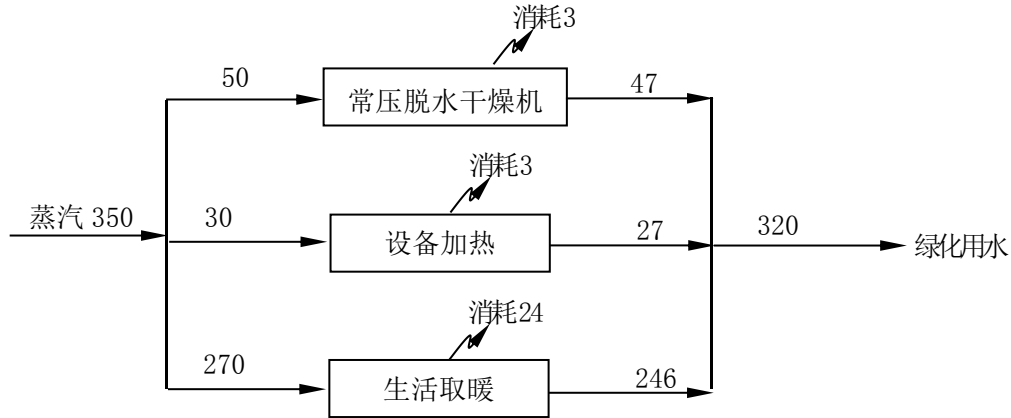 消耗3
50
常压脱水干燥机
47
消耗3
蒸汽 350
30
设备加热
27
320
绿化用水
消耗24
270
生活取暖
246